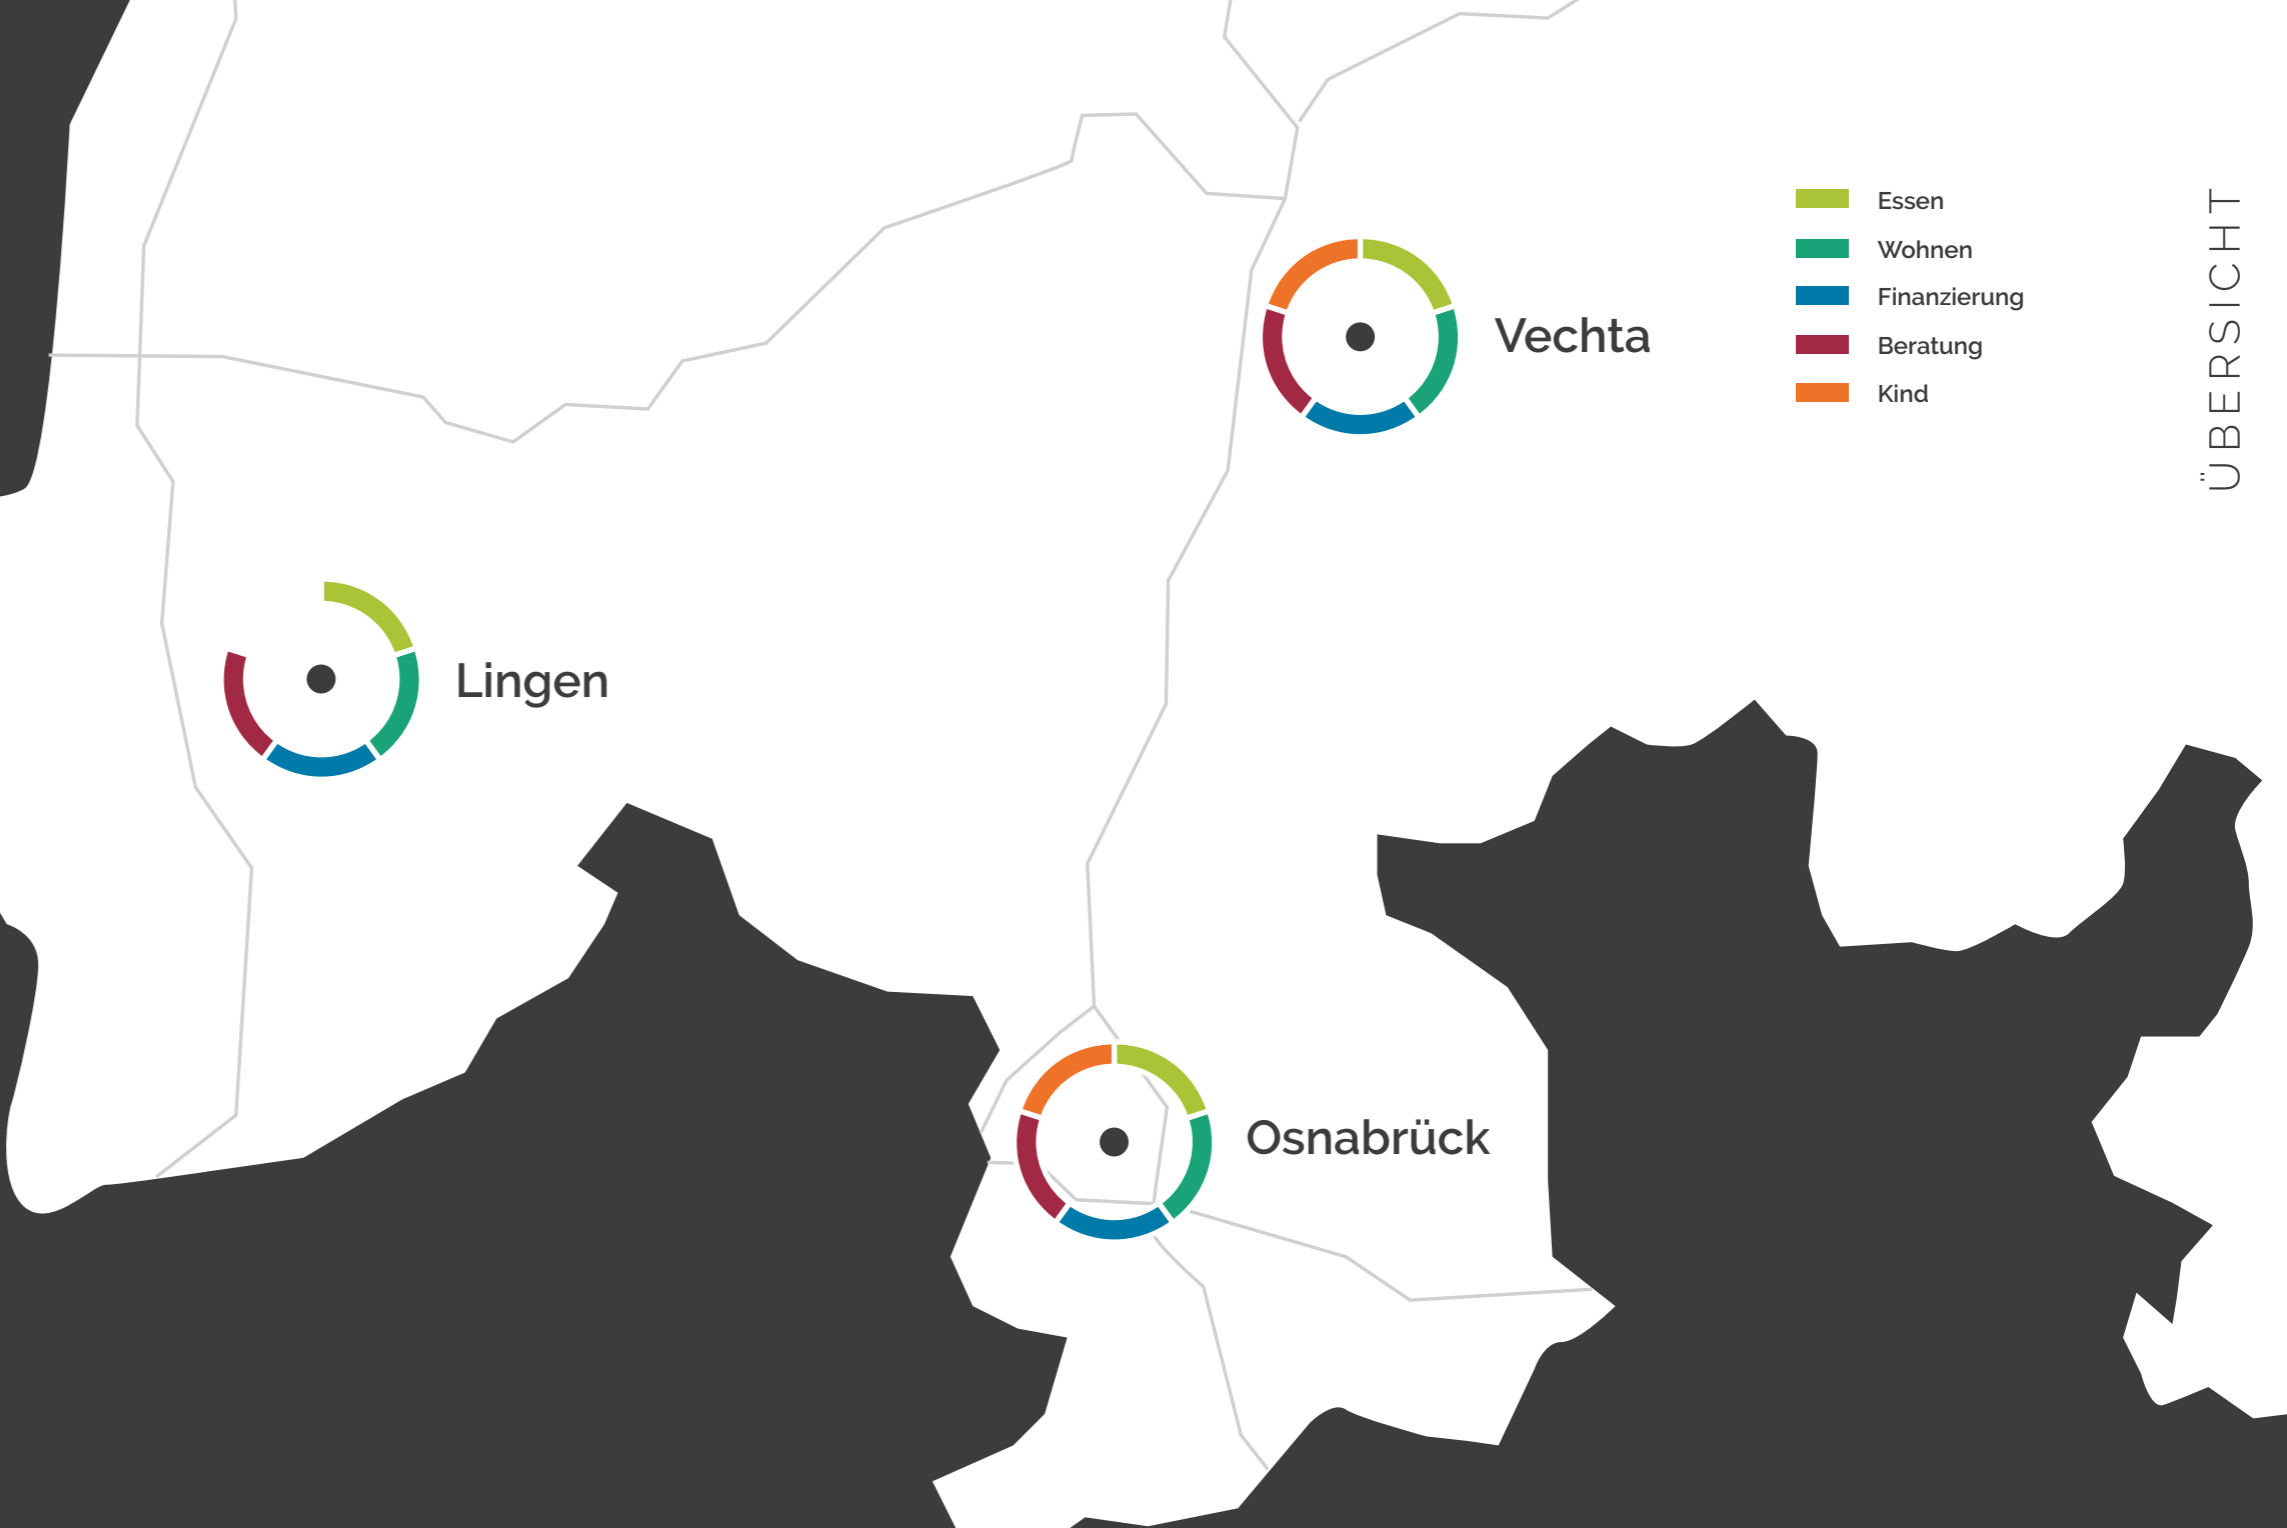 Essen
Wohnen
Finanzierung
Beratung
Kind
ÜBERSICHT
Vechta
Lingen
Osnabrück